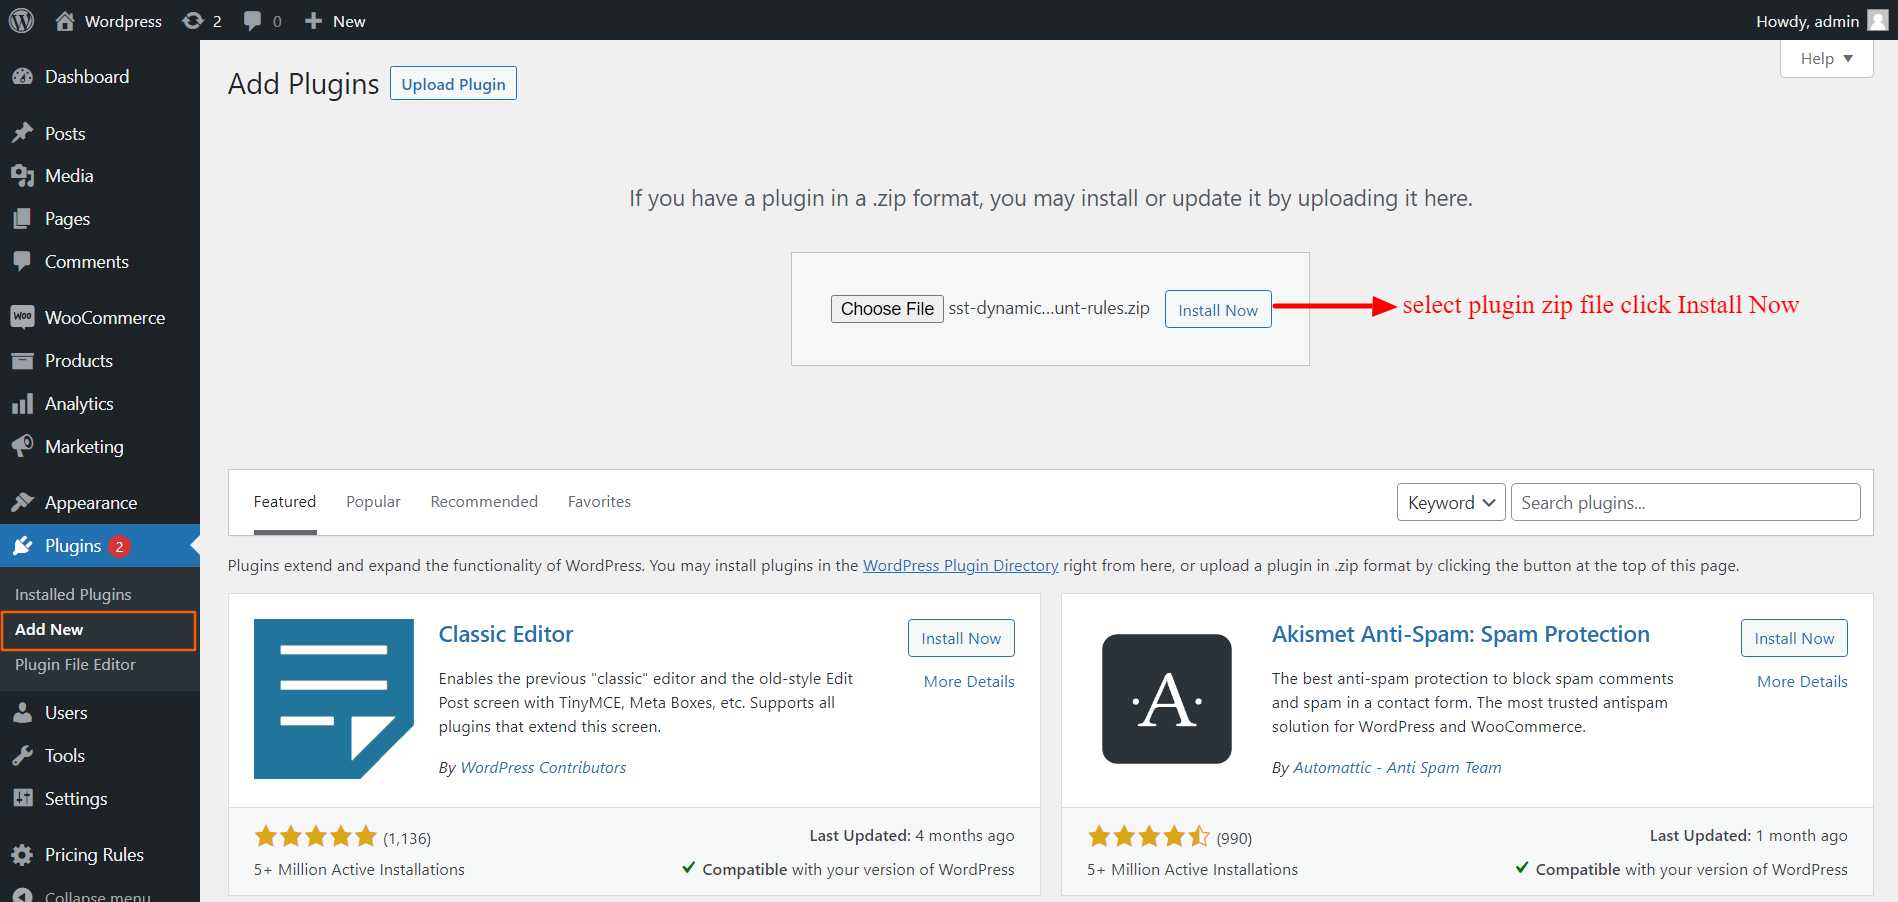 Wordpress 2 0 New Howdy, admin
Help
Dashboard
Posts
Media
Pages
Comments
WOO WooCommerce
Products
Analytics
Marketing
Appearance
Plugins 2
Installed Plugins
Add New
Plugin File Editor
Users
Tools
Settings
Pricing Rules
Collapse menu
Add Plugins Upload Plugin
If you have a plugin in a .zip format, you may install or update it by uploading it here.
Choose File sst-dynamic...unt-rules.zip Install Now select plugin zip file click Install Now
Featured Popular Recommended Favorites Keyword Search plugins...
Plugins extend and expand the functionality of WordPress. You may install plugins in the WordPress Plugin Directory right from here, or upload a plugin in .zip format by clicking the button at the top of this page.
Classic Editor
Install Now
More Details
Enables the previous "classic" editor and the old-style Edit
Post screen with TinyMCE, Meta Boxes, etc. Supports all
plugins that extend this screen.
By WordPress Contributors
(1,136)
5+ Million Active Installations
Last Updated: 4 months ago
Compatible with your version of WordPress
·A·
Akismet Anti-Spam: Spam Protection
Install Now
More Details
The best anti-spam protection to block spam comments
and spam in a contact form. The most trusted antispam
solution for WordPress and WooCommerce.
By Automattic - Anti Spam Team
(990)
5+ Million Active Installations
Last Updated: 1 month ago
Compatible with your version of WordPress